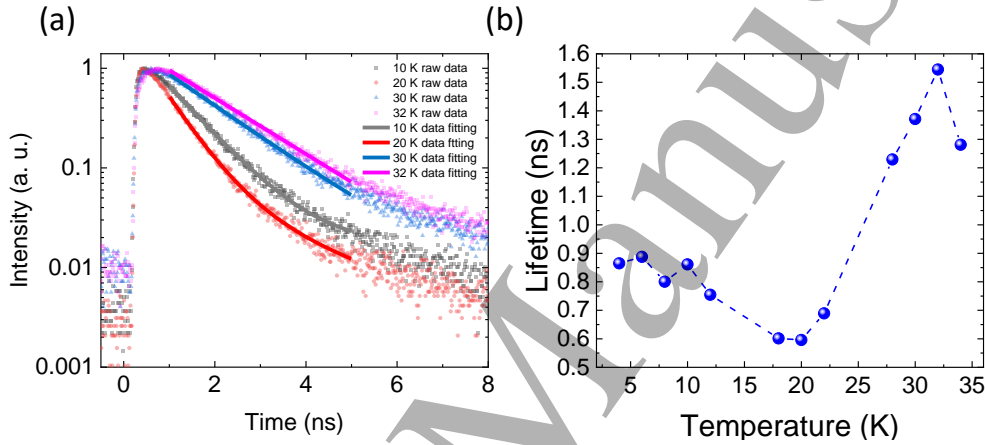 (a)
Intensity (a. u.)
1
0.1
0.01
0.001
10 K raw data
20 K raw data
30 K raw data
32 K raw data
10 K data fitting
20 K data fitting
30 K data fitting
32 K data fitting
0 2 4 6 8
Time (ns)
(b)
Lifetime (ns)
1.6
1.5
1.4
1.3
1.2
1.1
1.0
0.9
0.8
0.7
0.6
0.5
5 10 15 20 25 30 35
Temperature (K)
Manus